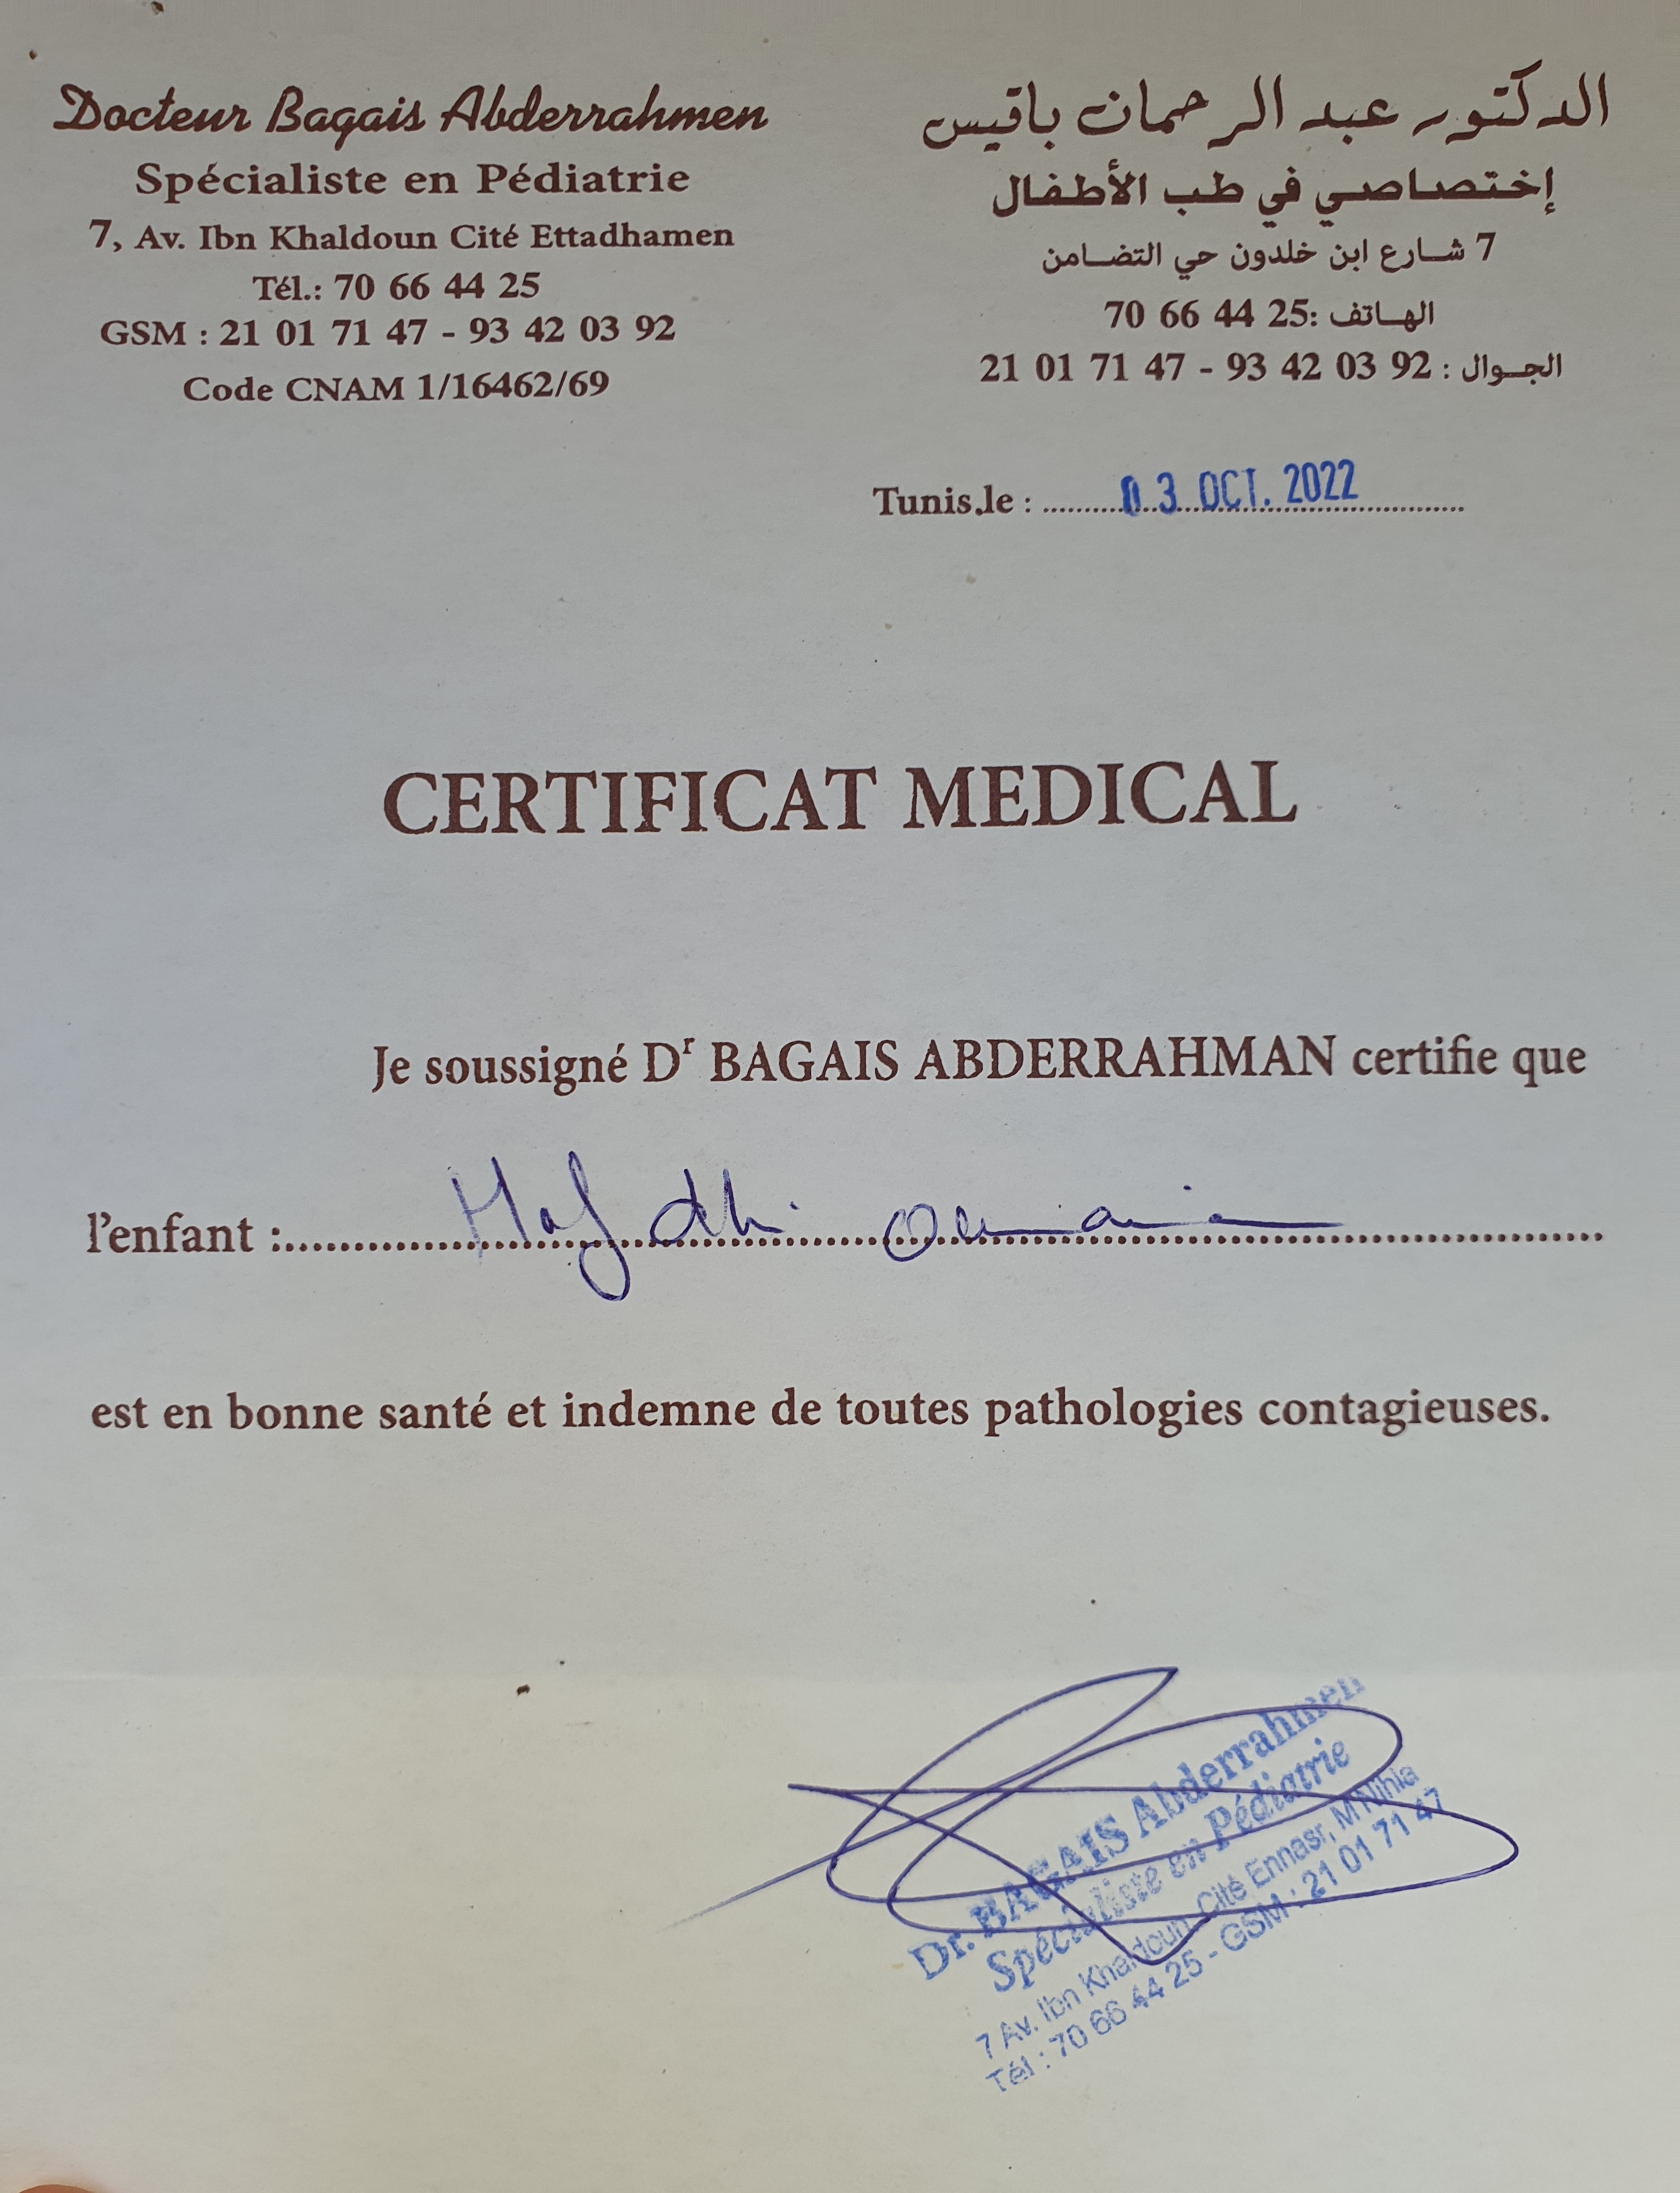 Docteur Bagais Abderrahmen
Spécialiste en Pédiatrie
7, Av. Ibn Khaldoun Cité Ettadhamen
Tél.: 70 66 44 25
GSM : 21 01 71 47 - 93 42 03 92
Code CNAM 1/16462/69
الدكتور عبد الرحمان باقيس
إختصاصي في طب الأطفال
7 شارع ابن خلدون حي التضامن
الهاتف :25 44 66 70
الجوال : 21 01 71 47 - 93 42 03 92
Tunis.le : 03 OCT. 2022
CERTIFICAT MEDICAL
Je soussigné Dr BAGAIS ABDERRAHMAN certifie que
l'enfant : Hafdhi
est en bonne santé et indemne de toutes pathologies contagieuses.
Dr. BAGAIS Abderrahmen
Spécialiste en Pédiatrie
7 Av. Ibn Khaldoun Cité Ennasr, M'Nihla
Tél : 70 66 44 25 - GSM : 21 01 71 47